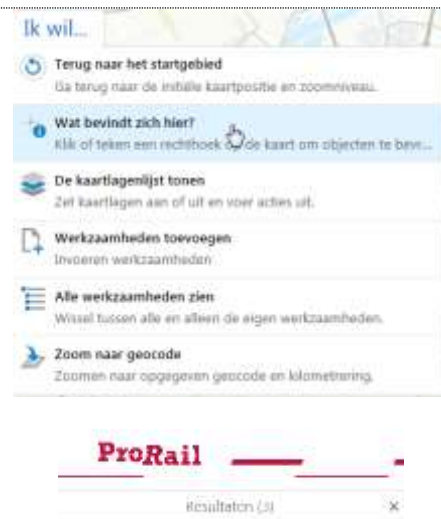 Ik wil...
Terug naar het startgebied
Ga terug naar de initiële kaartpositie en zoomniveau.
Wat bevindt zich hier?
Klik of teken een rechthoek de kaart om objecten te beve...
De kaartlagenlijst tonen
Zet kaartlagen aan of uit en voer acties uit.
Werkzaamheden toevoegen
Invoeren werkzaamheden
Alle werkzaamheden zien
Wissel tussen alle en alleen de eigen werkzaamheden.
Zoom naar geocode
Zoomen naar opgegeven geocode en kilometrering.
ProRail
Resultaten (3)